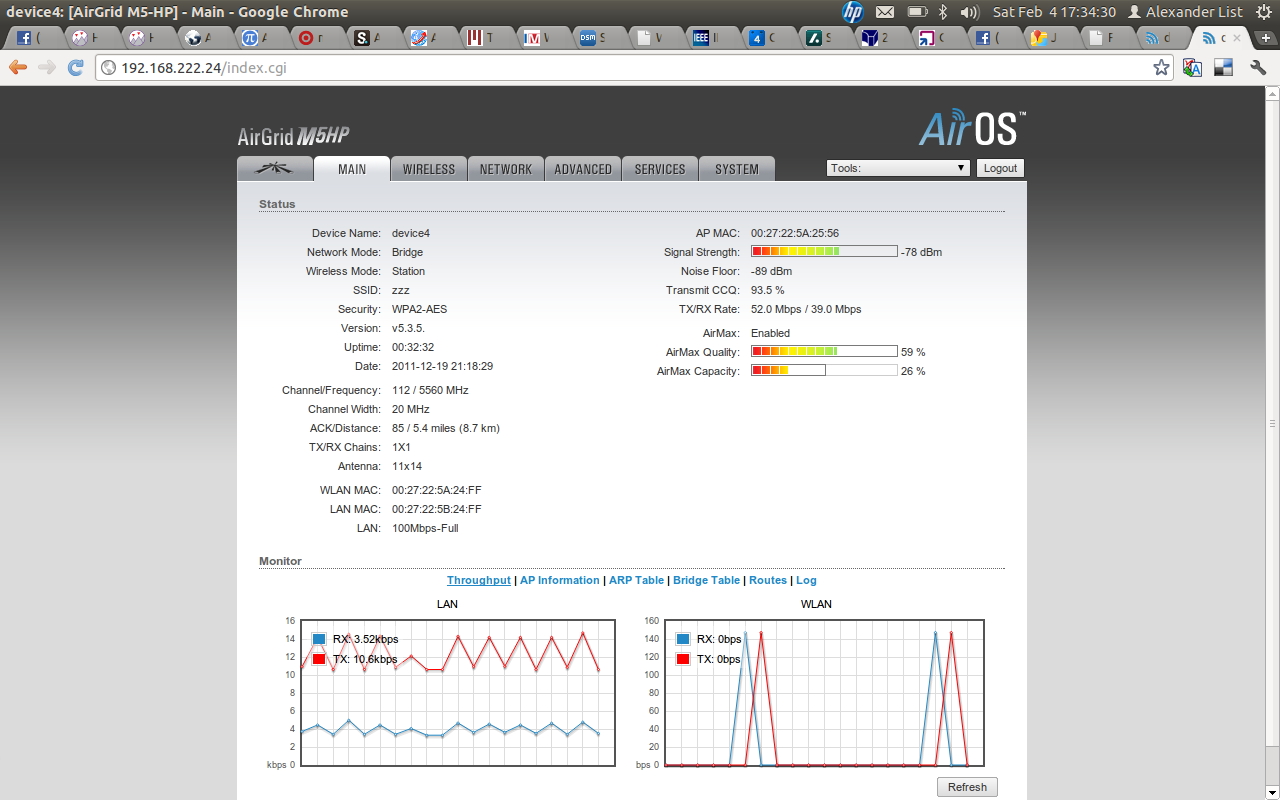 device4: [AirGrid M5-HP] - Main - Google Chrome
hp Sat Feb 4 17:34:30 Alexander List
192.168.222.24/index.cgi
AirGrid M5HP
AirOS™
MAIN WIRELESS NETWORK ADVANCED SERVICES SYSTEM Tools: Logout
Status
Device Name: device4
Network Mode: Bridge
Wireless Mode: Station
SSID: zzz
Security: WPA2-AES
Version: v5.3.5.
Uptime: 00:32:32
Date: 2011-12-19 21:18:29
Channel/Frequency: 112 / 5560 MHz
Channel Width: 20 MHz
ACK/Distance: 85 / 5.4 miles (8.7 km)
TX/RX Chains: 1X1
Antenna: 11x14
WLAN MAC: 00:27:22:5A:24:FF
LAN MAC: 00:27:22:5B:24:FF
LAN: 100Mbps-Full
AP MAC: 00:27:22:5A:25:56
Signal Strength: -78 dBm
Noise Floor: -89 dBm
Transmit CCQ: 93.5 %
TX/RX Rate: 52.0 Mbps / 39.0 Mbps
AirMax: Enabled
AirMax Quality: 59 %
AirMax Capacity: 26 %
Monitor
Throughput | AP Information | ARP Table | Bridge Table | Routes | Log
LAN
16
14
12
10
8
6
4
2
kbps 0
RX: 3.52kbps
TX: 10.6kbps
WLAN
160
140
120
100
80
60
40
20
bps 0
RX: 0bps
TX: 0bps
Refresh